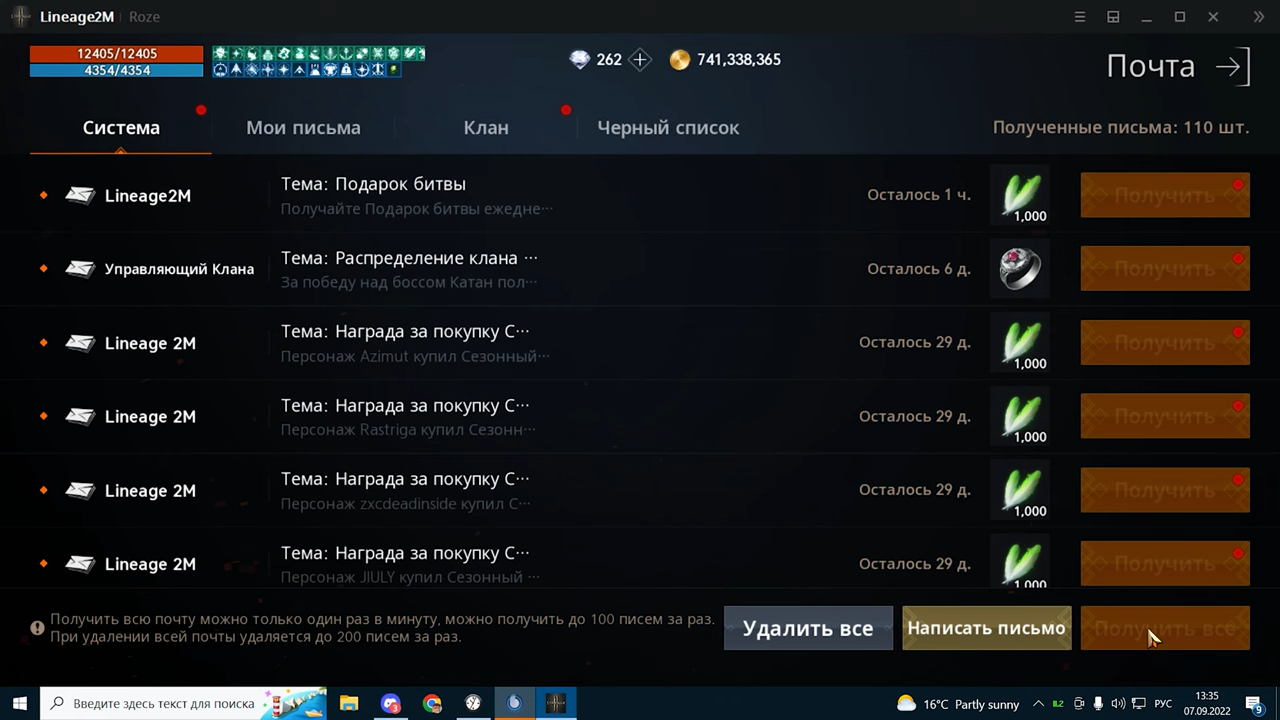 Lineage2M Roze
12405/12405
4354/4354
262
741,338,365
Почта
Система
Мои письма
Клан
Черный список
Полученные письма: 110 шт.
Lineage2M
Тема: Подарок битвы
Получайте Подарок битвы ежедне···
Осталось 1 ч.
1,000
Получить
Управляющий Клана
Тема: Распределение клана ···
За победу над боссом Катан пол···
Осталось 6 д.
Получить
Lineage 2M
Тема: Награда за покупку С···
Персонаж Azimut купил Сезонный···
Осталось 29 д.
1,000
Получить
Lineage 2M
Тема: Награда за покупку С···
Персонаж Rastriga купил Сезонн···
Осталось 29 д.
1,000
Получить
Lineage 2M
Тема: Награда за покупку С···
Персонаж zxcdeadinside купил С···
Осталось 29 д.
1,000
Получить
Lineage 2M
Тема: Награда за покупку С···
Персонаж JIULY купил Сезонный ···
Осталось 29 д.
1,000
Получить
Получить всю почту можно только один раз в минуту, можно получить до 100 писем за раз.
При удалении всей почты удаляется до 200 писем за раз.
Удалить все
Написать письмо
Получить все
Введите здесь текст для поиска
16°C Partly sunny
РУС
13:35
07.09.2022
9